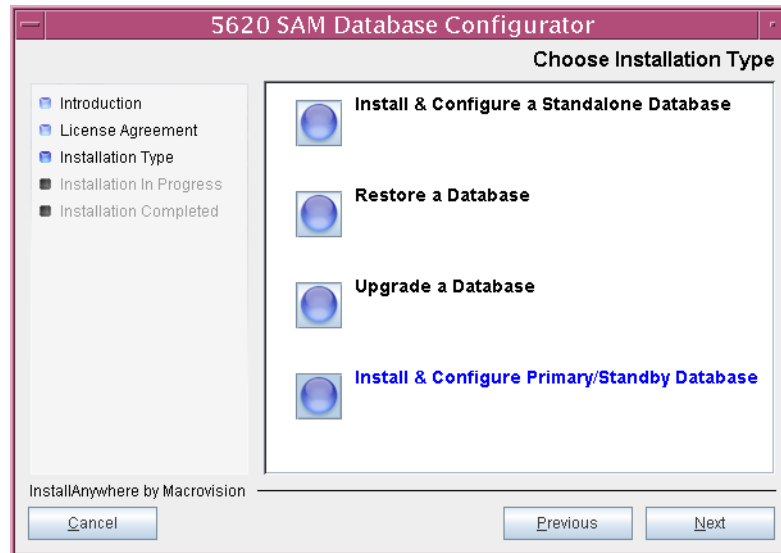 5620 SAM Database Configurator
Choose Installation Type
Introduction
License Agreement
Installation Type
Installation In Progress
Installation Completed
Install & Configure a Standalone Database
Restore a Database
Upgrade a Database
Install & Configure Primary/Standby Database
InstallAnywhere by Macrovision
Cancel
Previous
Next